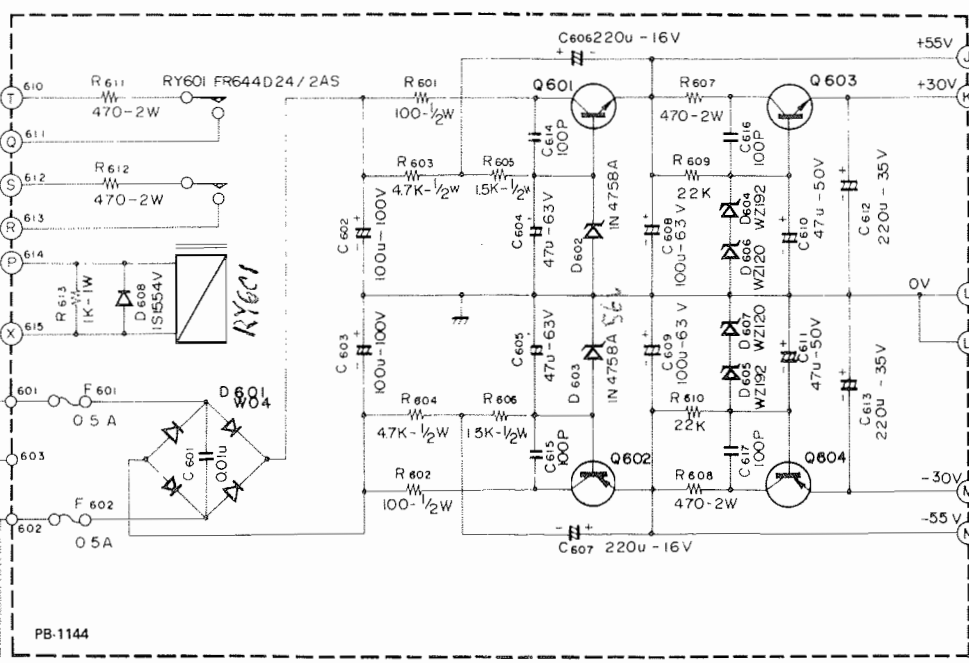 C606 220u-16V
+55V
J
RY601 FR644D24/2AS
T 610
R611
470-2W
R601
100-1/2W
Q601
R607
470-2W
Q603
+30V
K
Q 611
C614
100P
C616
100P
S 612
R612
470-2W
R603
4.7K-1/2W
R605
1.5K-1/2W
R609
22K
R 613
C602
100u-100V
C604
47u-63V
D602
1N4758A
C608
100u-63V
D604
WZ192
D606
WZ120
C610
47u-50V
C612
220u-35V
P 614
R613
1K-1W
D608
1S1554V
RY601
0V
L
X 615
C603
100u-100V
C605
47u-63V
D603
1N4758A
56V
C609
100u-63V
D607
WZ120
D605
WZ192
C611
47u-50V
C613
220u-35V
L
601
F601
0 5A
D601
W04
R604
4.7K-1/2W
R606
1.5K-1/2W
R610
22K
603
C601
0.01u
C615
100P
Q602
C617
100P
Q604
602
F602
0 5A
R602
100-1/2W
R608
470-2W
-30V
M
-55V
N
C607 220u-16V
PB-1144